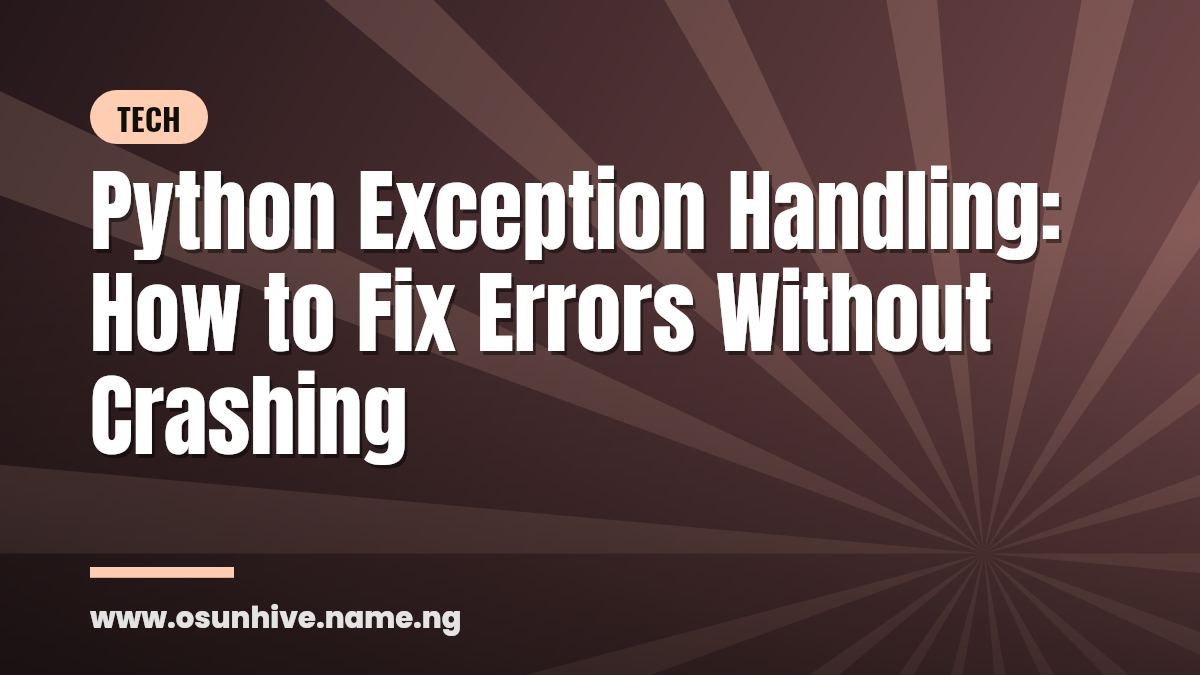 TECH
Python Exception Handling:
How to Fix Errors Without
Crashing
www.osunhive.name.ng